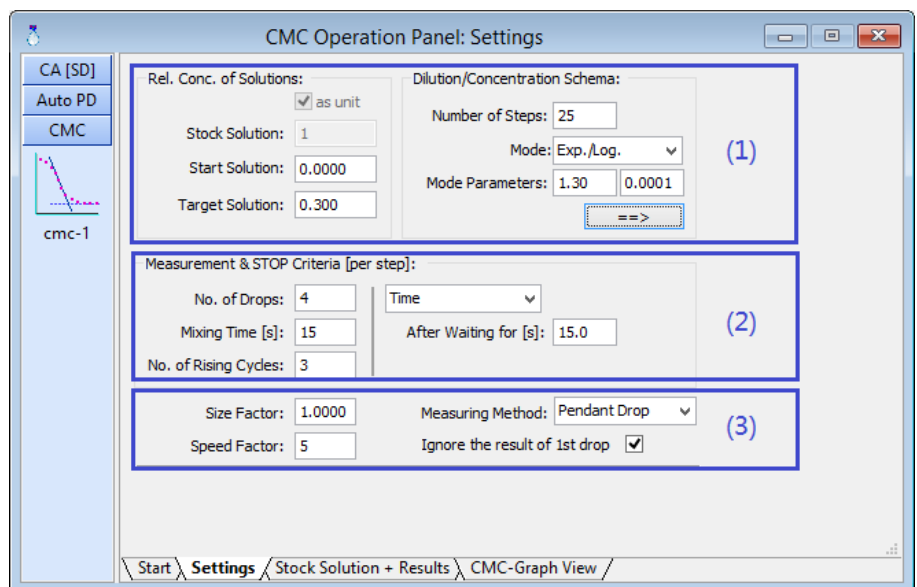 CMC Operation Panel: Settings
CA [SD]
Auto PD
CMC
cmc-1
Rel. Conc. of Solutions:
as unit
Stock Solution: 1
Start Solution: 0.0000
Target Solution: 0.300
Dilution/Concentration Schema:
Number of Steps: 25
Mode: Exp./Log.
Mode Parameters: 1.30 0.0001
==>
(1)
Measurement & STOP Criteria [per step]:
No. of Drops: 4
Time
Mixing Time [s]: 15
After Waiting for [s]: 15.0
No. of Rising Cycles: 3
(2)
Size Factor: 1.0000
Measuring Method: Pendant Drop
Speed Factor: 5
Ignore the result of 1st drop
(3)
Start Settings Stock Solution + Results CMC-Graph View